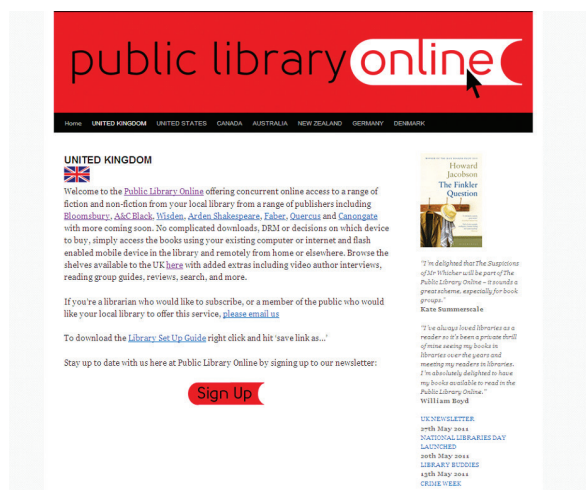 public library online
Home UNITED KINGDOM UNITED STATES CANADA AUSTRALIA NEW ZEALAND GERMANY DENMARK
UNITED KINGDOM
Welcome to the Public Library Online offering concurrent online access to a range of
fiction and non-fiction from your local library from a range of publishers including
Bloomsbury, A&C Black, Wisden, Arden Shakespeare, Faber, Quercus and Canongate
with more coming soon. No complicated downloads, DRM or decisions on which device
to buy, simply access the books using your existing computer or internet and flash
enabled mobile device in the library and remotely from home or elsewhere. Browse the
shelves available to the UK here with added extras including video author interviews,
reading group guides, reviews, search, and more.
If you're a librarian who would like to subscribe, or a member of the public who would
like your local library to offer this service, please email us
To download the Library Set Up Guide right click and hit 'save link as...'
Stay up to date with us here at Public Library Online by signing up to our newsletter:
Sign Up
Howard
Jacobson
The Finkler
Question
"I'm delighted that The Suspicions
of Mr Whicher will be part of The
Public Library Online – it sounds a
great scheme, especially for book
groups."
Kate Summerscale
"I've always loved libraries as a
reader so it's been a private thrill
of mine seeing my books in
libraries over the years and
meeting my readers in libraries.
I'm absolutely delighted to have
my books available to read in the
Public Library Online."
William Boyd
UK NEWSLETTER
27th May 2011
NATIONAL LIBRARIES DAY
LAUNCHED
20th May 2011
LIBRARY BUDDIES
13th May 2011
CRIME WEEK